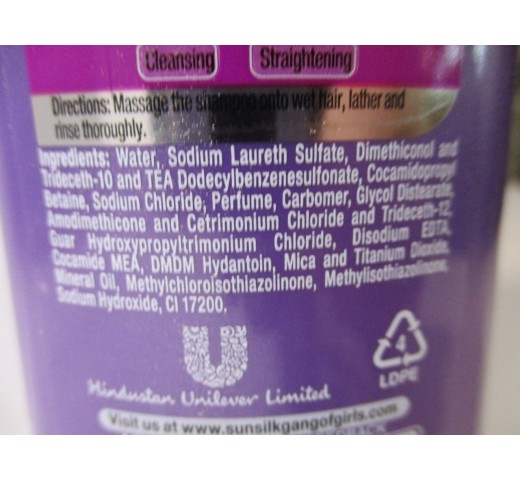 Cleansing Straightening
Directions: Massage the shampoo onto wet hair, lather and
rinse thoroughly.
Ingredients: Water, Sodium Laureth Sulfate, Dimethiconol and
Trideceth-10 and TEA Dodecylbenzenesulfonate, Cocamidopropyl
Betaine, Sodium Chloride, Perfume, Carbomer, Glycol Distearate,
Amodimethicone and Cetrimonium Chloride and Trideceth-12,
Guar Hydroxypropyltrimonium Chloride, Disodium EDTA,
Cocamide MEA, DMDM Hydantoin, Mica and Titanium Dioxide,
Mineral Oil, Methylchloroisothiazolinone, Methylisothiazolinone,
Sodium Hydroxide, CI 17200.
4
LDPE
Hindustan Unilever Limited
Visit us at www.sunsilkgangofgirls.com